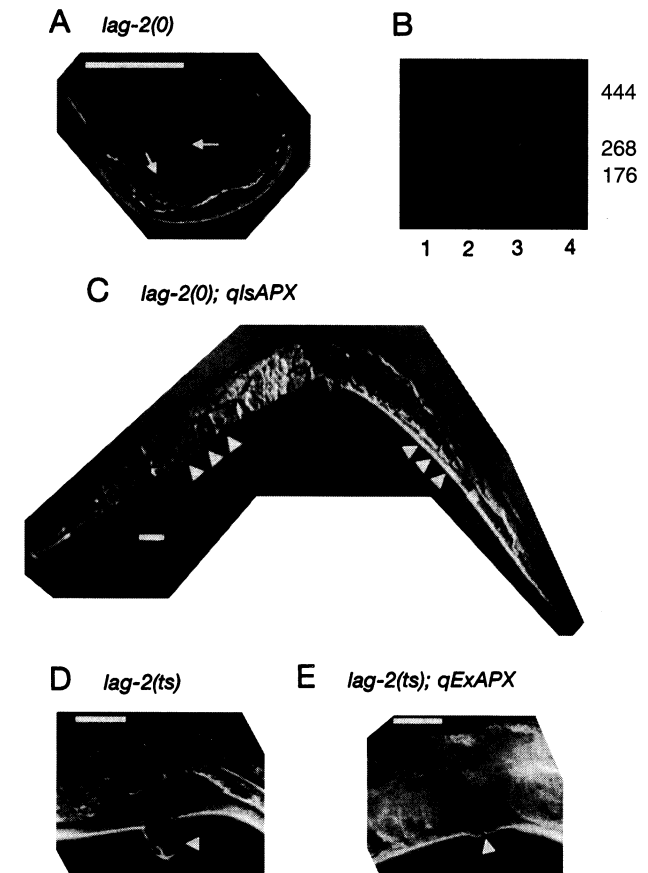 A lag-2(0)
B
444
268
176
1 2 3 4
C lag-2(0); qIsAPX
D lag-2(ts)
E lag-2(ts); qExAPX